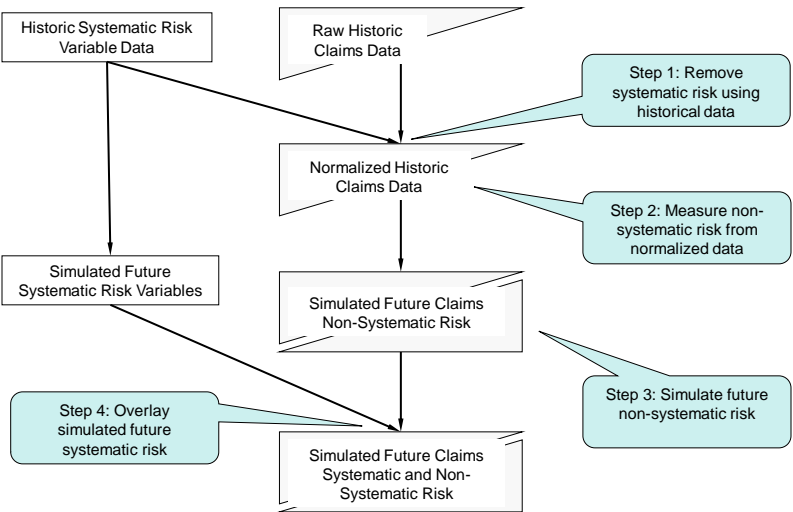 Historic Systematic Risk
Variable Data
Raw Historic
Claims Data
Step 1: Remove
systematic risk using
historical data
Normalized Historic
Claims Data
Step 2: Measure non-
systematic risk from
normalized data
Simulated Future
Systematic Risk Variables
Simulated Future Claims
Non-Systematic Risk
Step 3: Simulate future
non-systematic risk
Step 4: Overlay
simulated future
systematic risk
Simulated Future Claims
Systematic and Non-
Systematic Risk